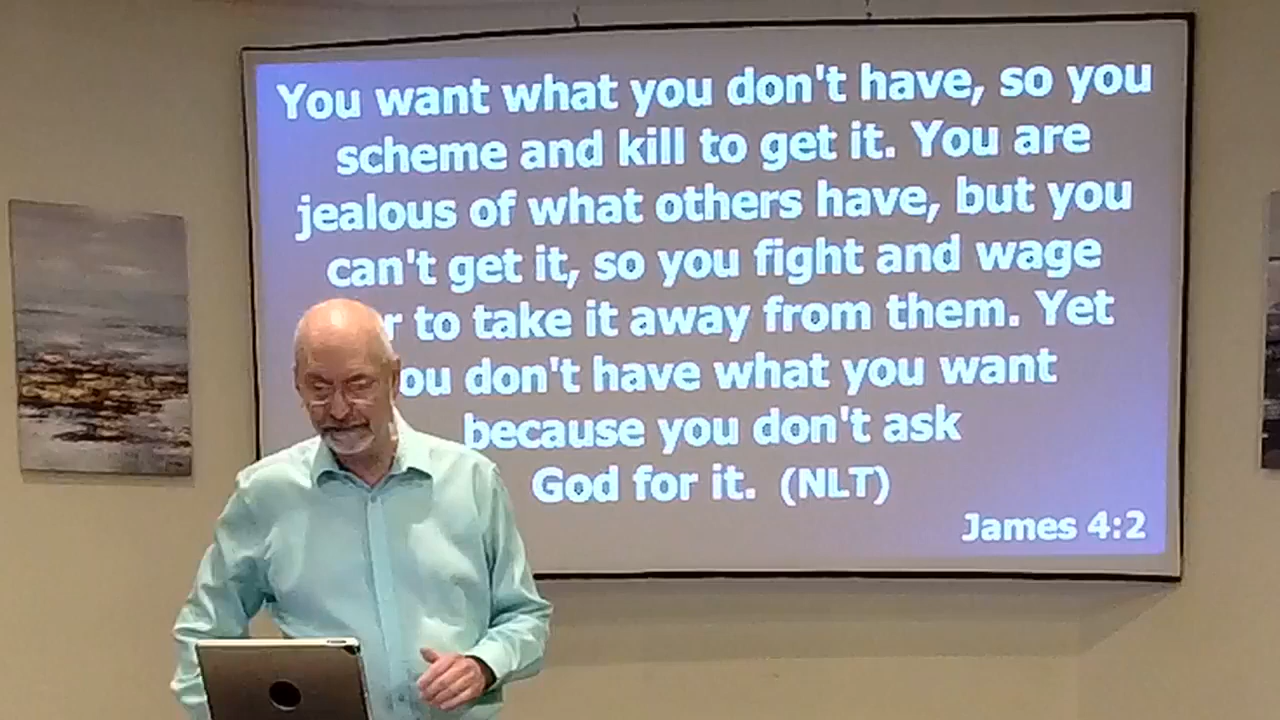 You want what you don't have, so you
scheme and kill to get it. You are
jealous of what others have, but you
can't get it, so you fight and wage
r to take it away from them. Yet
ou don't have what you want
because you don't ask
God for it. (NLT)
James 4:2